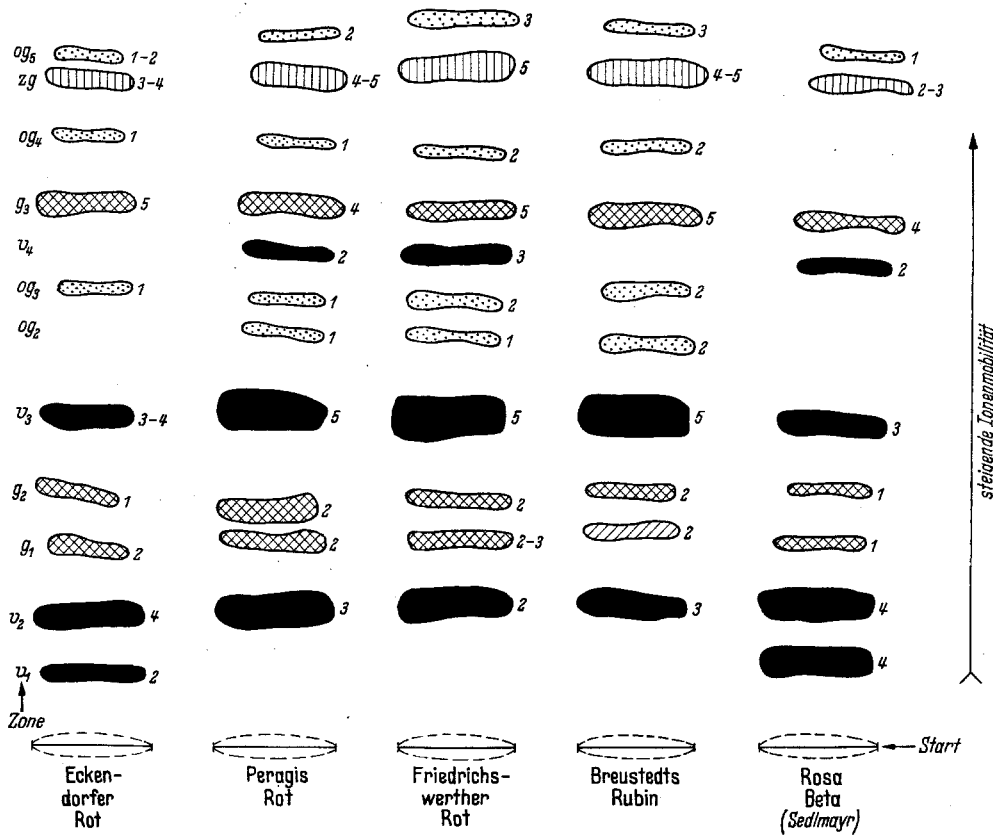 3
2
3
og5
1-2
1
zg
3-4
4-5
5
4-5
2-3
og4
1
1
2
2
g3
5
4
5
5
4
v4
2
3
2
og3
1
1
2
2
og2
1
1
2
v3
3-4
5
5
5
3
g2
1
2
2
2
1
g1
2
2
2-3
2
1
v2
4
3
2
3
4
v1
2
4
steigende Ionenmobilität
Zone
Start
Ecken-
dorfer
Rot
Peragis
Rot
Friedrichs-
werther
Rot
Breustedts
Rubin
Rosa
Beta
(Sedlmayr)